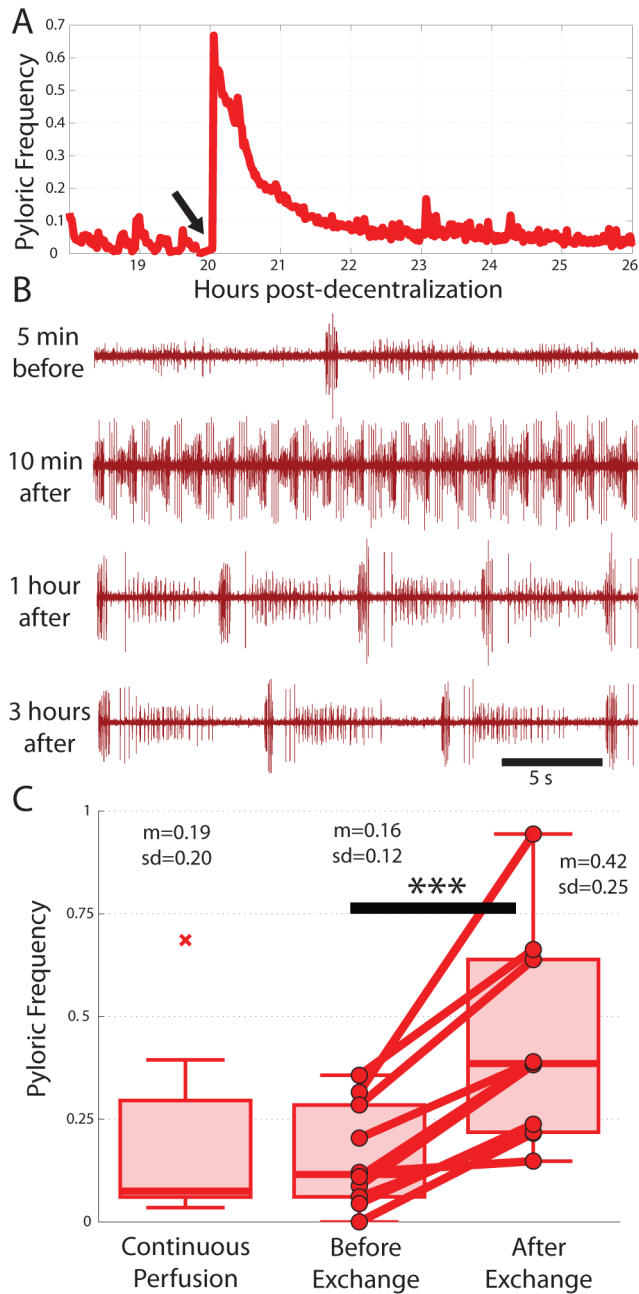 A
Pyloric Frequency
0.7
0.6
0.5
0.4
0.3
0.2
0.1
0
19 20 21 22 23 24 25 26
Hours post-decentralization
B
5 min
before
10 min
after
1 hour
after
3 hours
after
5 s
C
Pyloric Frequency
1
0.75
0.5
0.25
0
m=0.19
sd=0.20
m=0.16
sd=0.12
***
m=0.42
sd=0.25
Continuous
Perfusion
Before
Exchange
After
Exchange